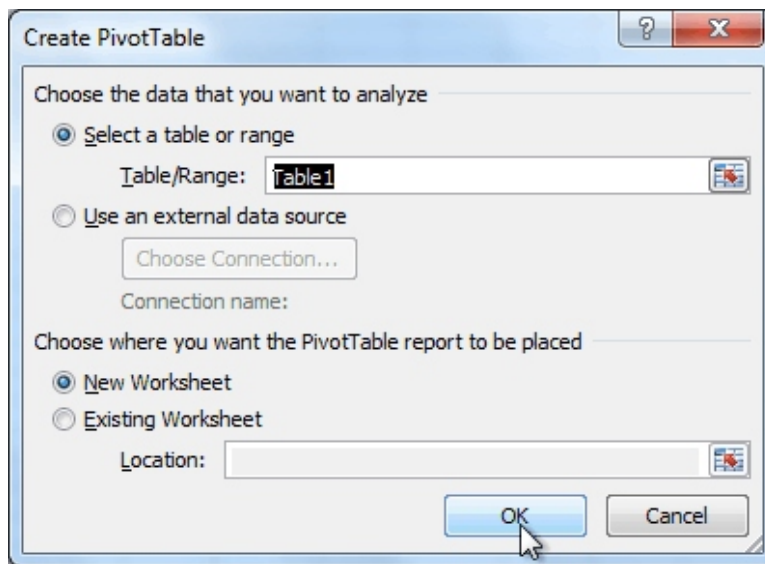 Create PivotTable
?
Choose the data that you want to analyze
Select a table or range
Table/Range: Table1
Use an external data source
Choose Connection...
Connection name:
Choose where you want the PivotTable report to be placed
New Worksheet
Existing Worksheet
Location:
OK Cancel